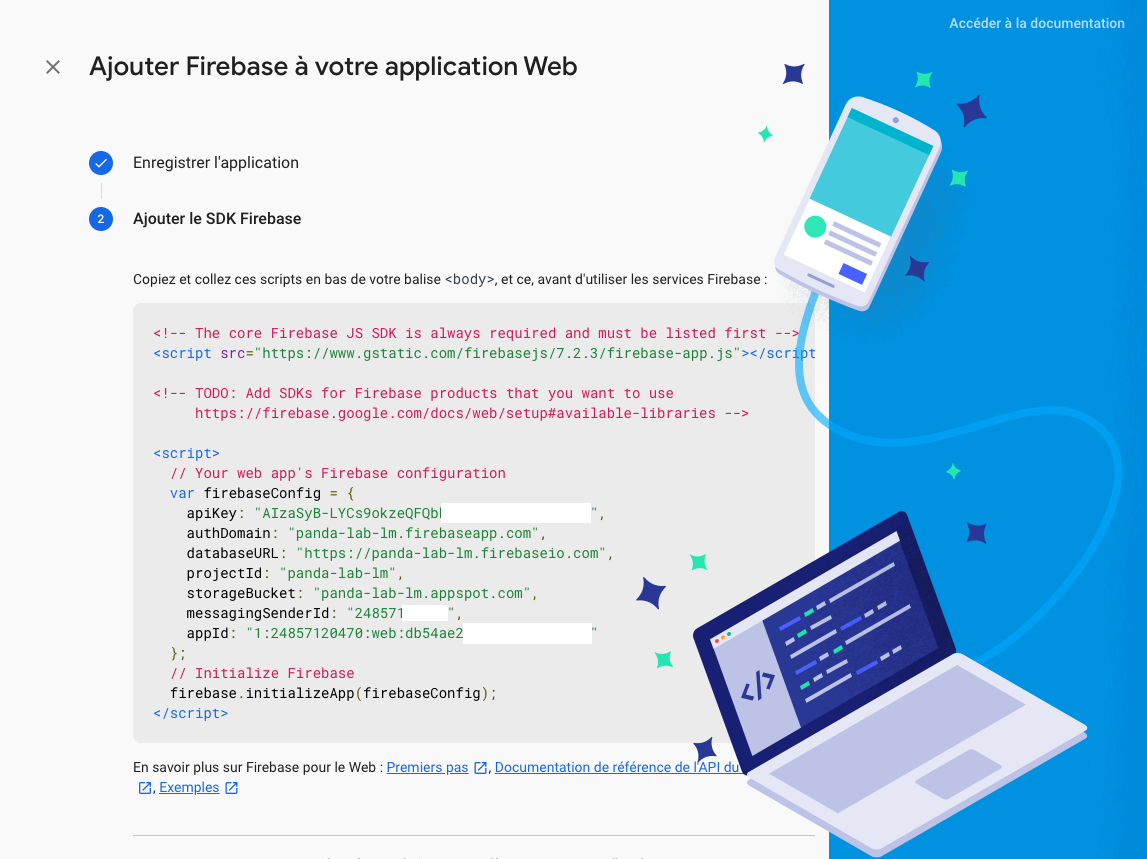 Accéder à la documentation
Ajouter Firebase à votre application Web
Enregistrer l'application
2
Ajouter le SDK Firebase
Copiez et collez ces scripts en bas de votre balise <body>, et ce, avant d'utiliser les services Firebase :
<!-- The core Firebase JS SDK is always required and must be listed first -->
<script src="https://www.gstatic.com/firebasejs/7.2.3/firebase-app.js"></script
<!-- TODO: Add SDKs for Firebase products that you want to use
https://firebase.google.com/docs/web/setup#available-libraries -->
<script>
// Your web app's Firebase configuration
var firebaseConfig = {
apiKey: "AIzaSyB-LYCs9okzeQFQb ",
authDomain: "panda-lab-lm.firebaseapp.com",
databaseURL: "https://panda-lab-lm.firebaseio.com",
projectId: "panda-lab-lm",
storageBucket: "panda-lab-lm.appspot.com",
messagingSenderId: "248571 ",
appId: "1:24857120470:web:db54ae2 "
};
// Initialize Firebase
firebase.initializeApp(firebaseConfig);
</script>
En savoir plus sur Firebase pour le Web : Premiers pas , Documentation de référence de l'API du
, Exemples
</>